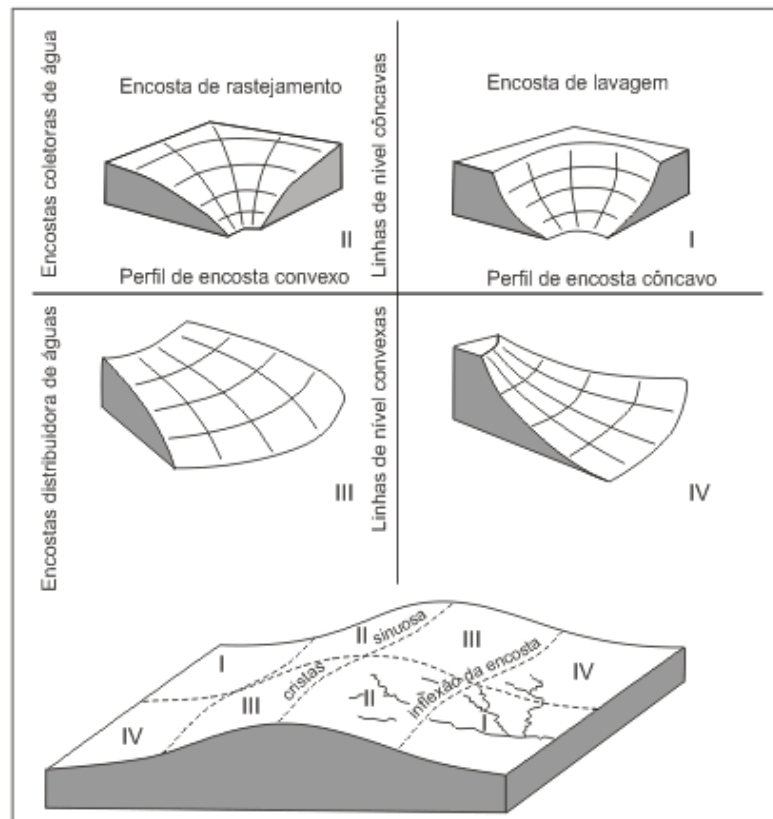 Encostas coletoras de água
Encosta de rastejamento
II
Linhas de nível côncavas
Encosta de lavagem
I
Perfil de encosta convexo
Perfil de encosta côncavo
Encostas distribuidora de águas
III
Linhas de nível convexas
IV
II
sinuosa
III
I
cristas
inflexão da encosta
IV
III
II
I
IV